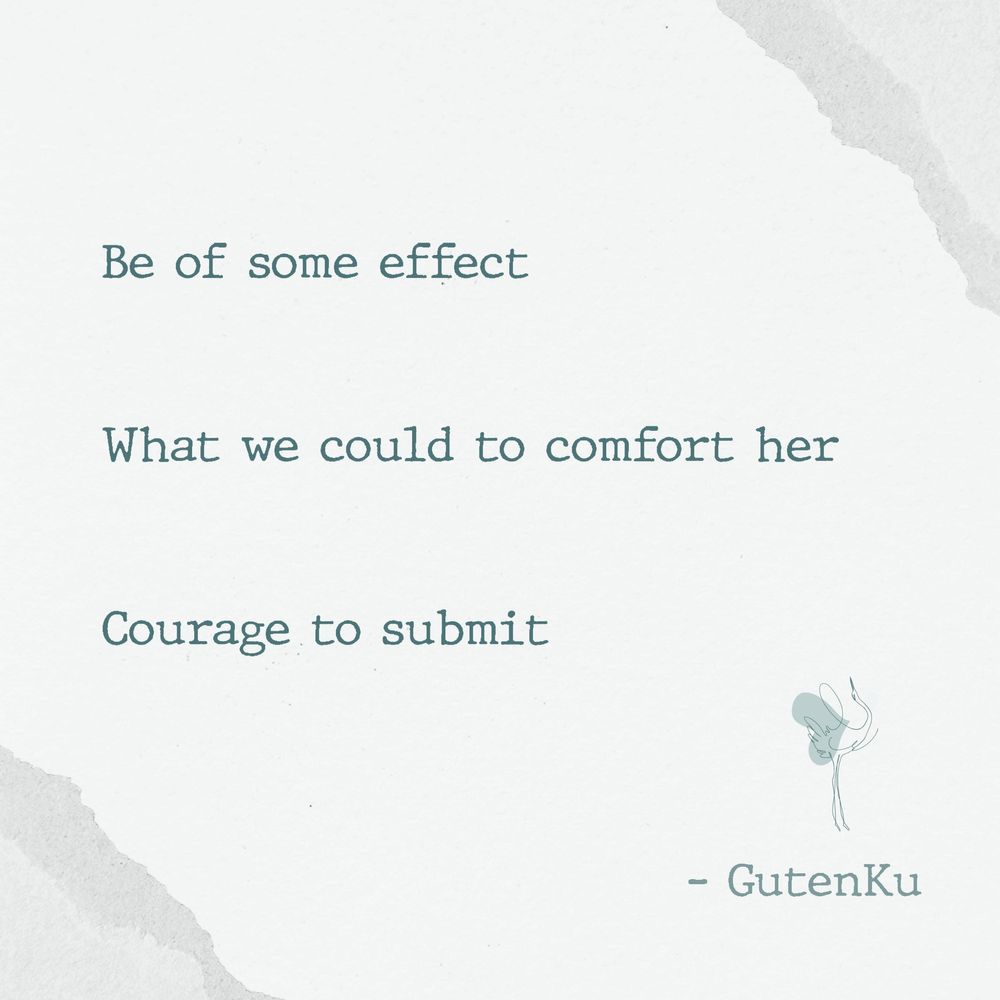 Be of some effect
What we could to comfort her
Courage to submit
- GutenKu